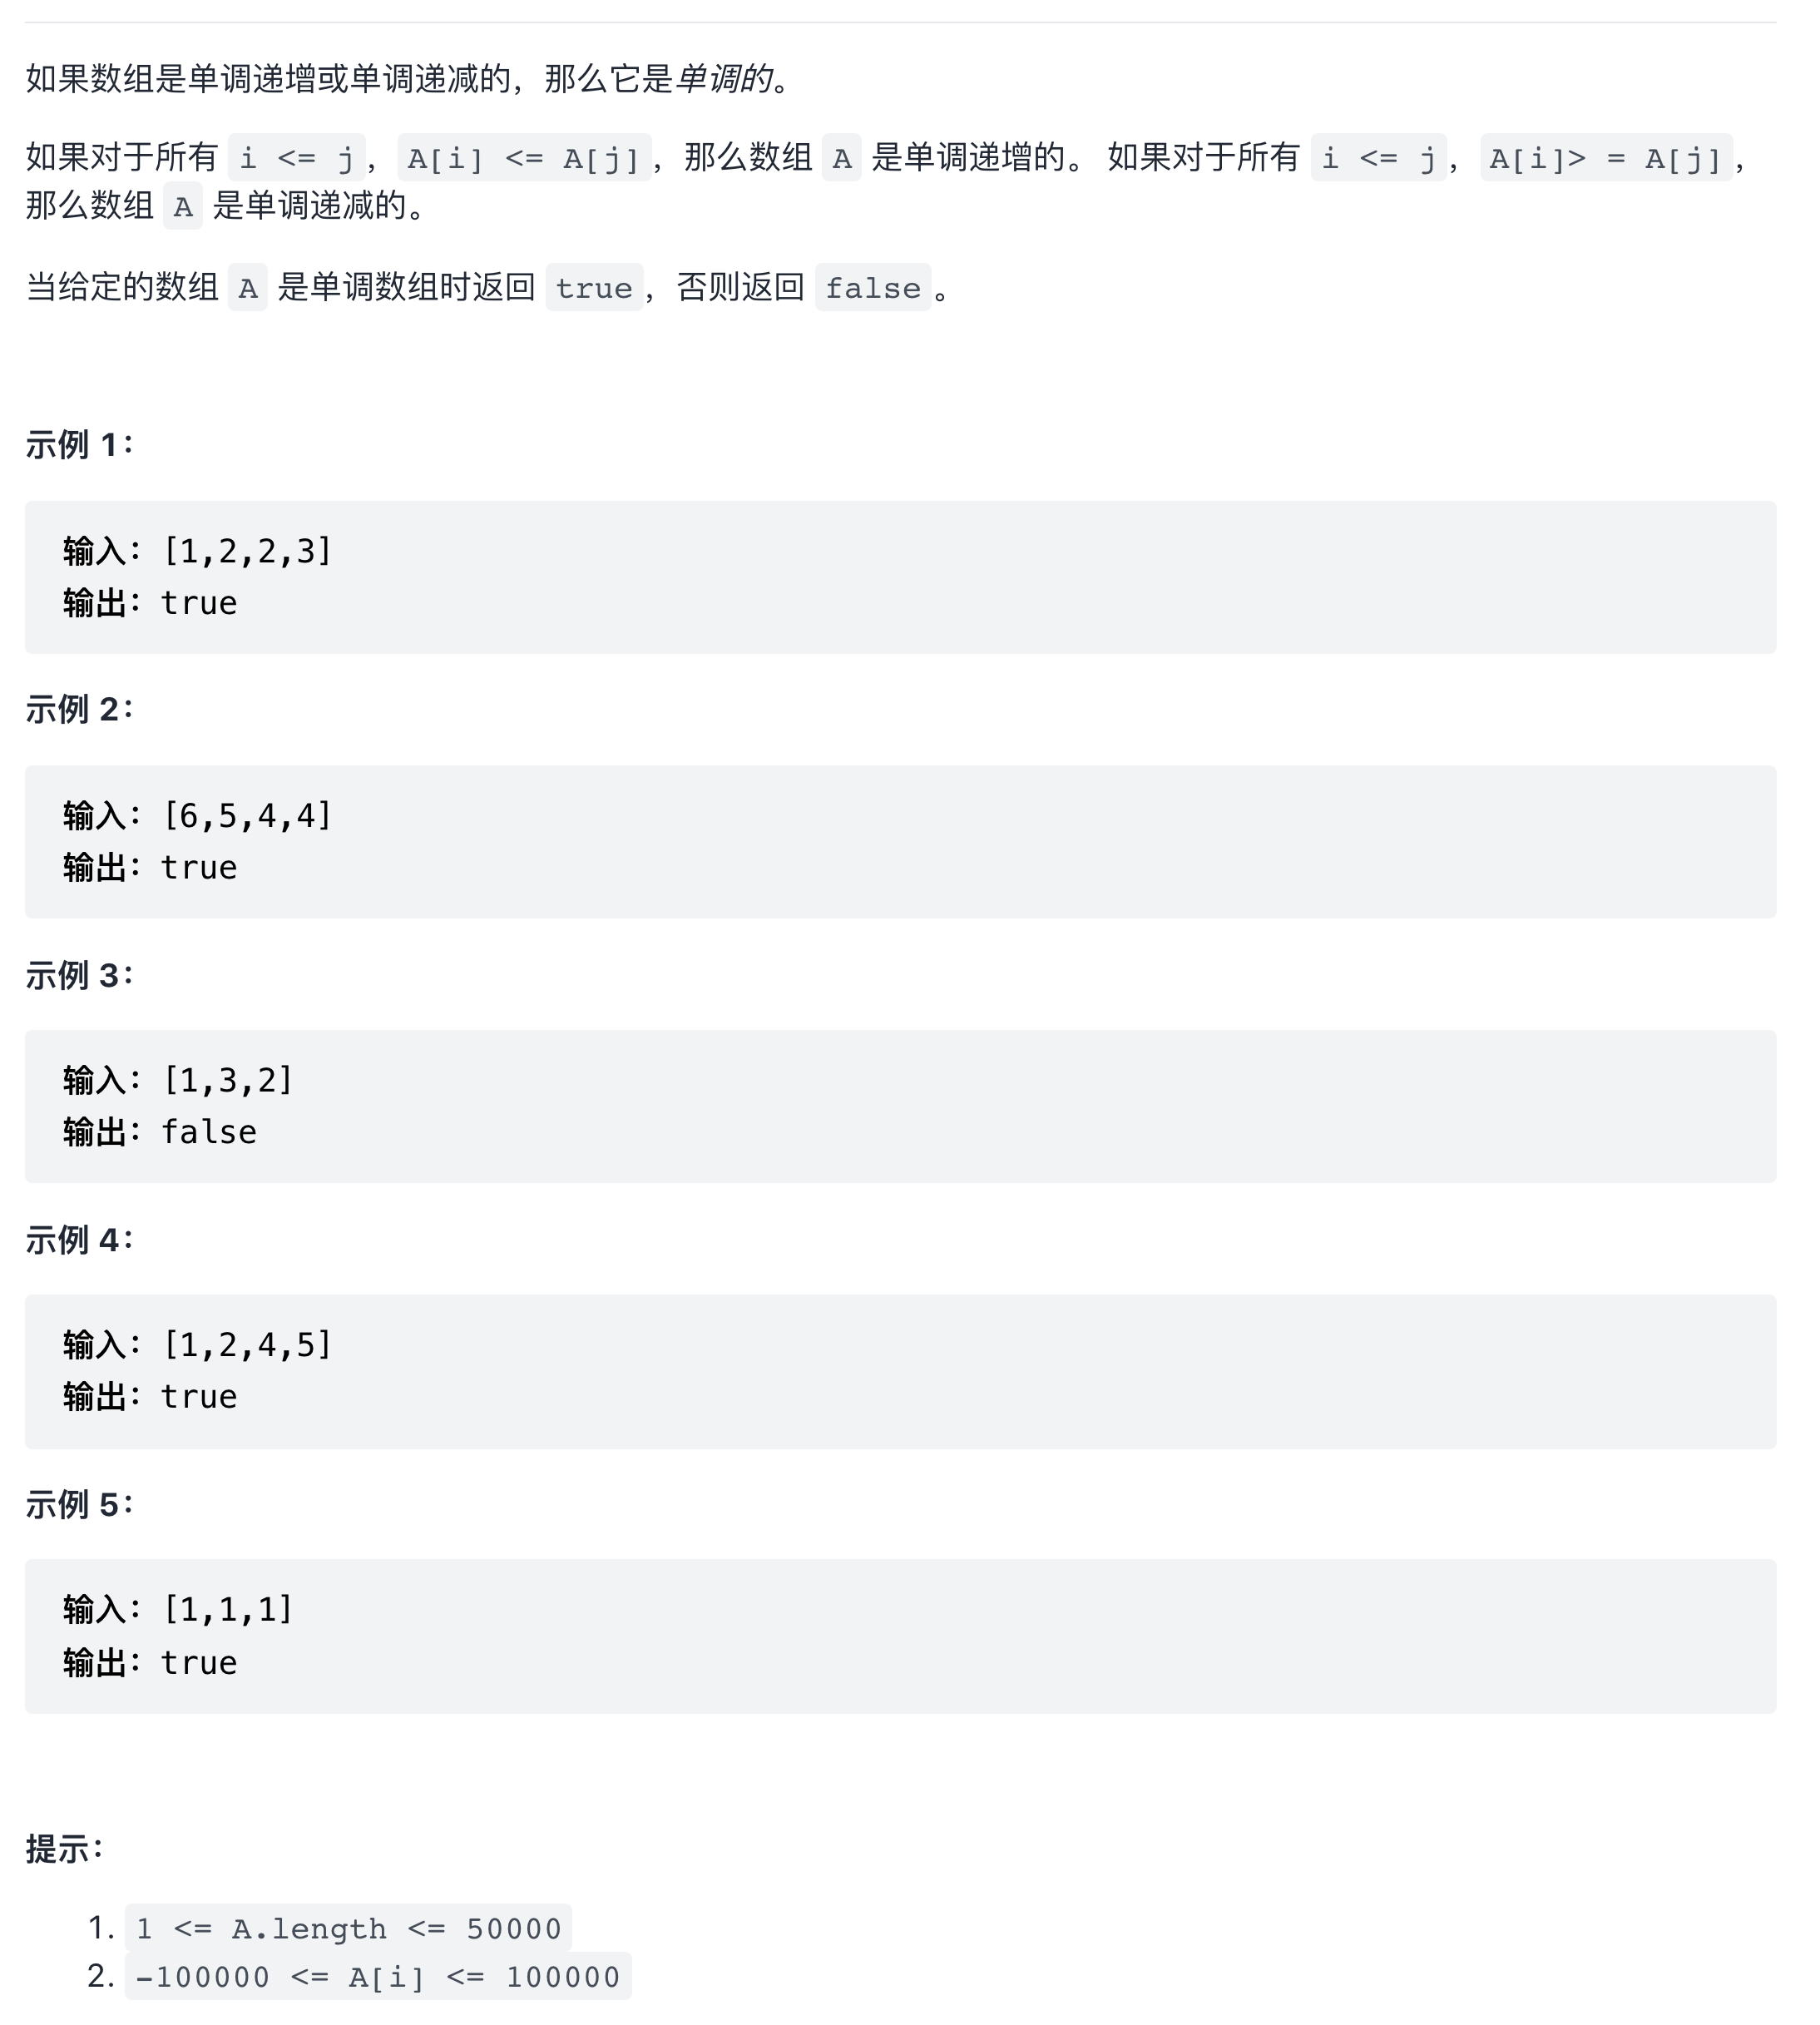 如果数组是单调递增或单调递减的，那么它是单调的。
如果对于所有 i <= j，A[i] <= A[j]，那么数组 A 是单调递增的。 如果对于所有 i <= j，A[i]> = A[j]，
那么数组 A 是单调递减的。
当给定的数组 A 是单调数组时返回 true，否则返回 false。
示例 1：
输入：[1,2,2,3]
输出：true
示例 2：
输入：[6,5,4,4]
输出：true
示例 3：
输入：[1,3,2]
输出：false
示例 4：
输入：[1,2,4,5]
输出：true
示例 5：
输入：[1,1,1]
输出：true
提示：
1. 1 <= A.length <= 50000
2. -100000 <= A[i] <= 100000